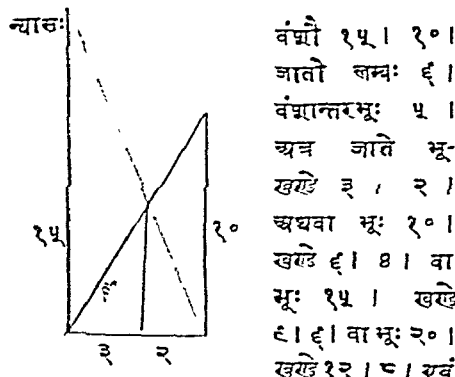 न्यासः
वंशौ १५। १०।
जातो लम्बः ६।
वंशान्तरभूः ५।
अत्र जाते भू-
खण्डे ३, २।
अथवा भूः १०।
खण्डे ६। ४। वा
भूः १५। खण्डे
९। ६। वा भूः २०।
खण्डे १२। ८। एवं
१५
१०
३
२